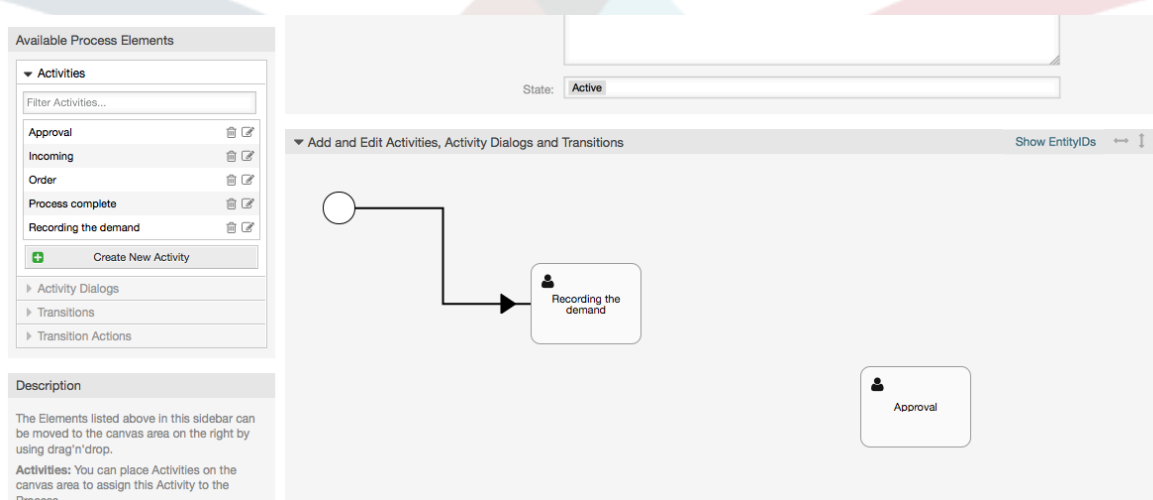 Available Process Elements
Activities
Filter Activities...
Approval
Incoming
Order
Process complete
Recording the demand
Create New Activity
Activity Dialogs
Transitions
Transition Actions
Description
The Elements listed above in this sidebar can
be moved to the canvas area on the right by
using drag'n'drop.
Activities: You can place Activities on the
canvas area to assign this Activity to the
Process.
State: Active
Add and Edit Activities, Activity Dialogs and Transitions
Show EntityIDs
Recording the
demand
Approval